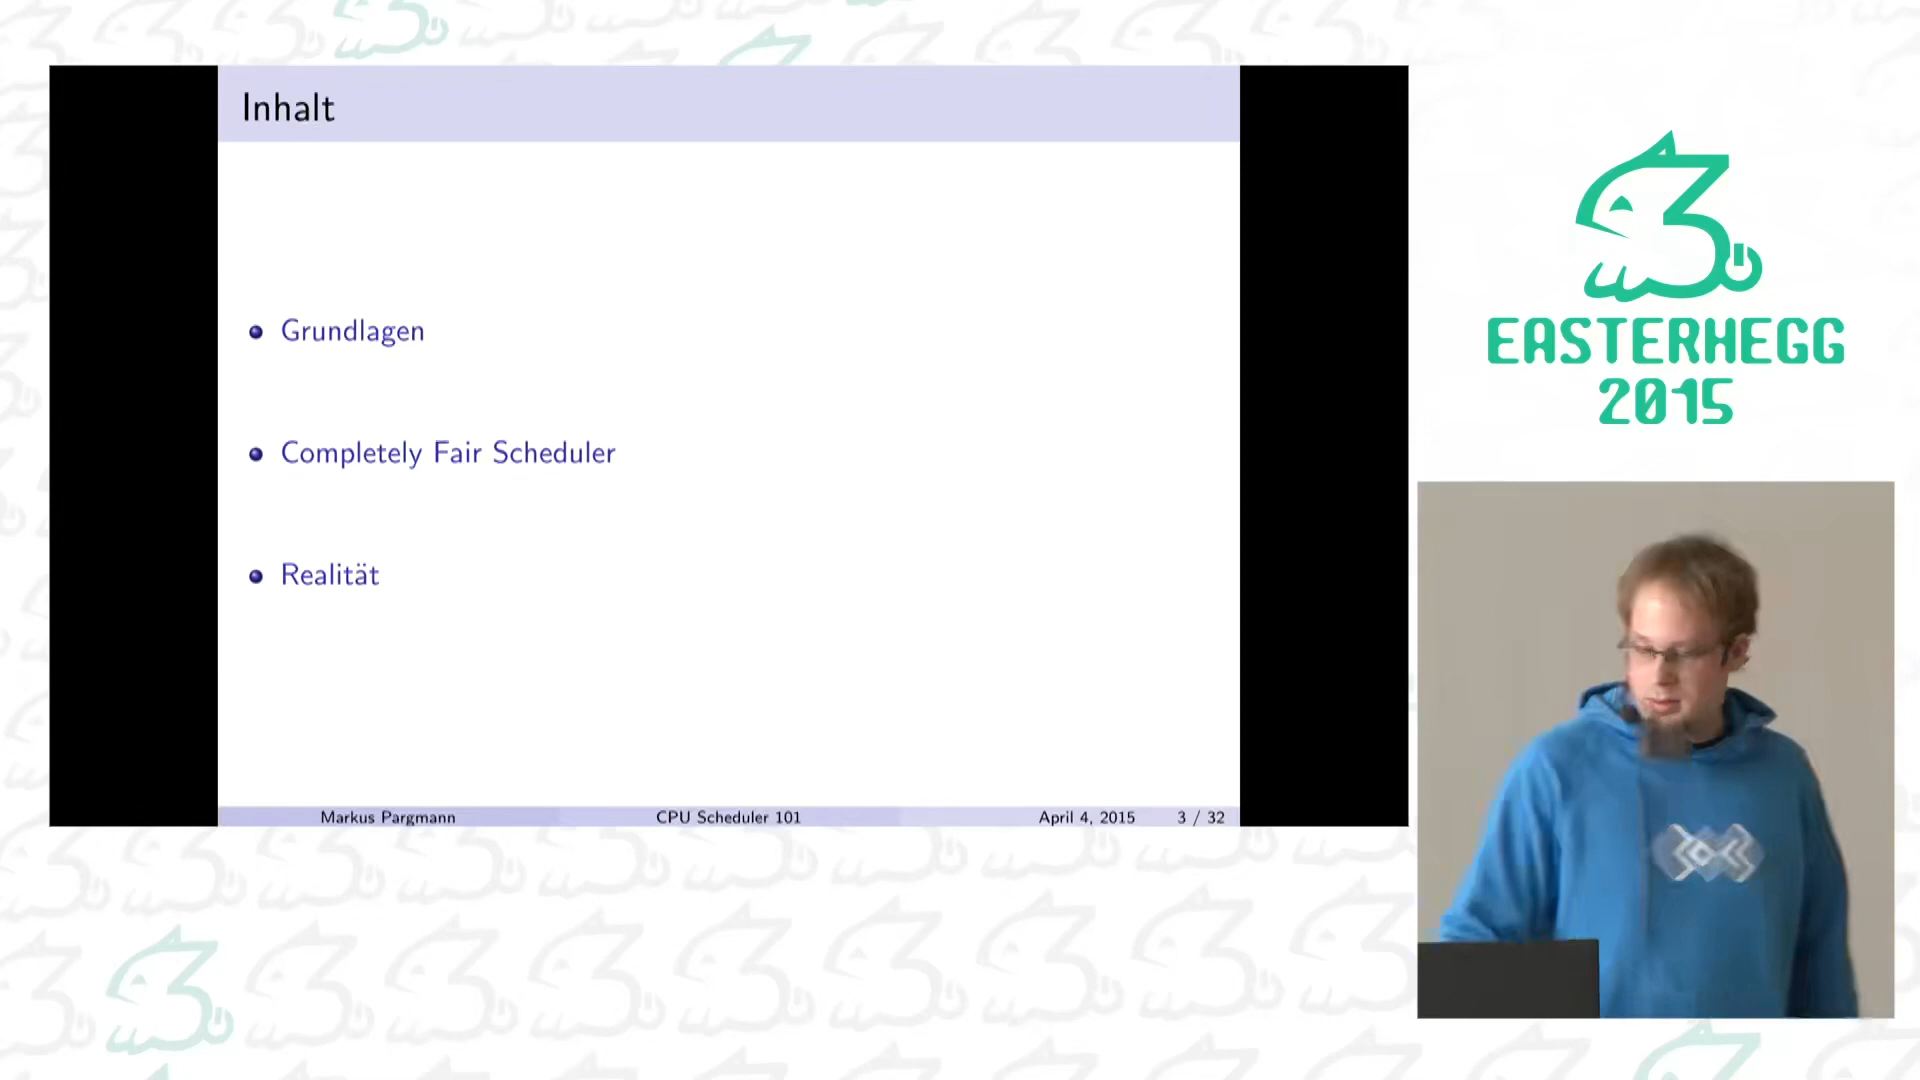 Inhalt
Grundlagen
Completely Fair Scheduler
Realität
Markus Pargmann CPU Scheduler 101 April 4, 2015 3 / 32
EASTERHEGG
2015